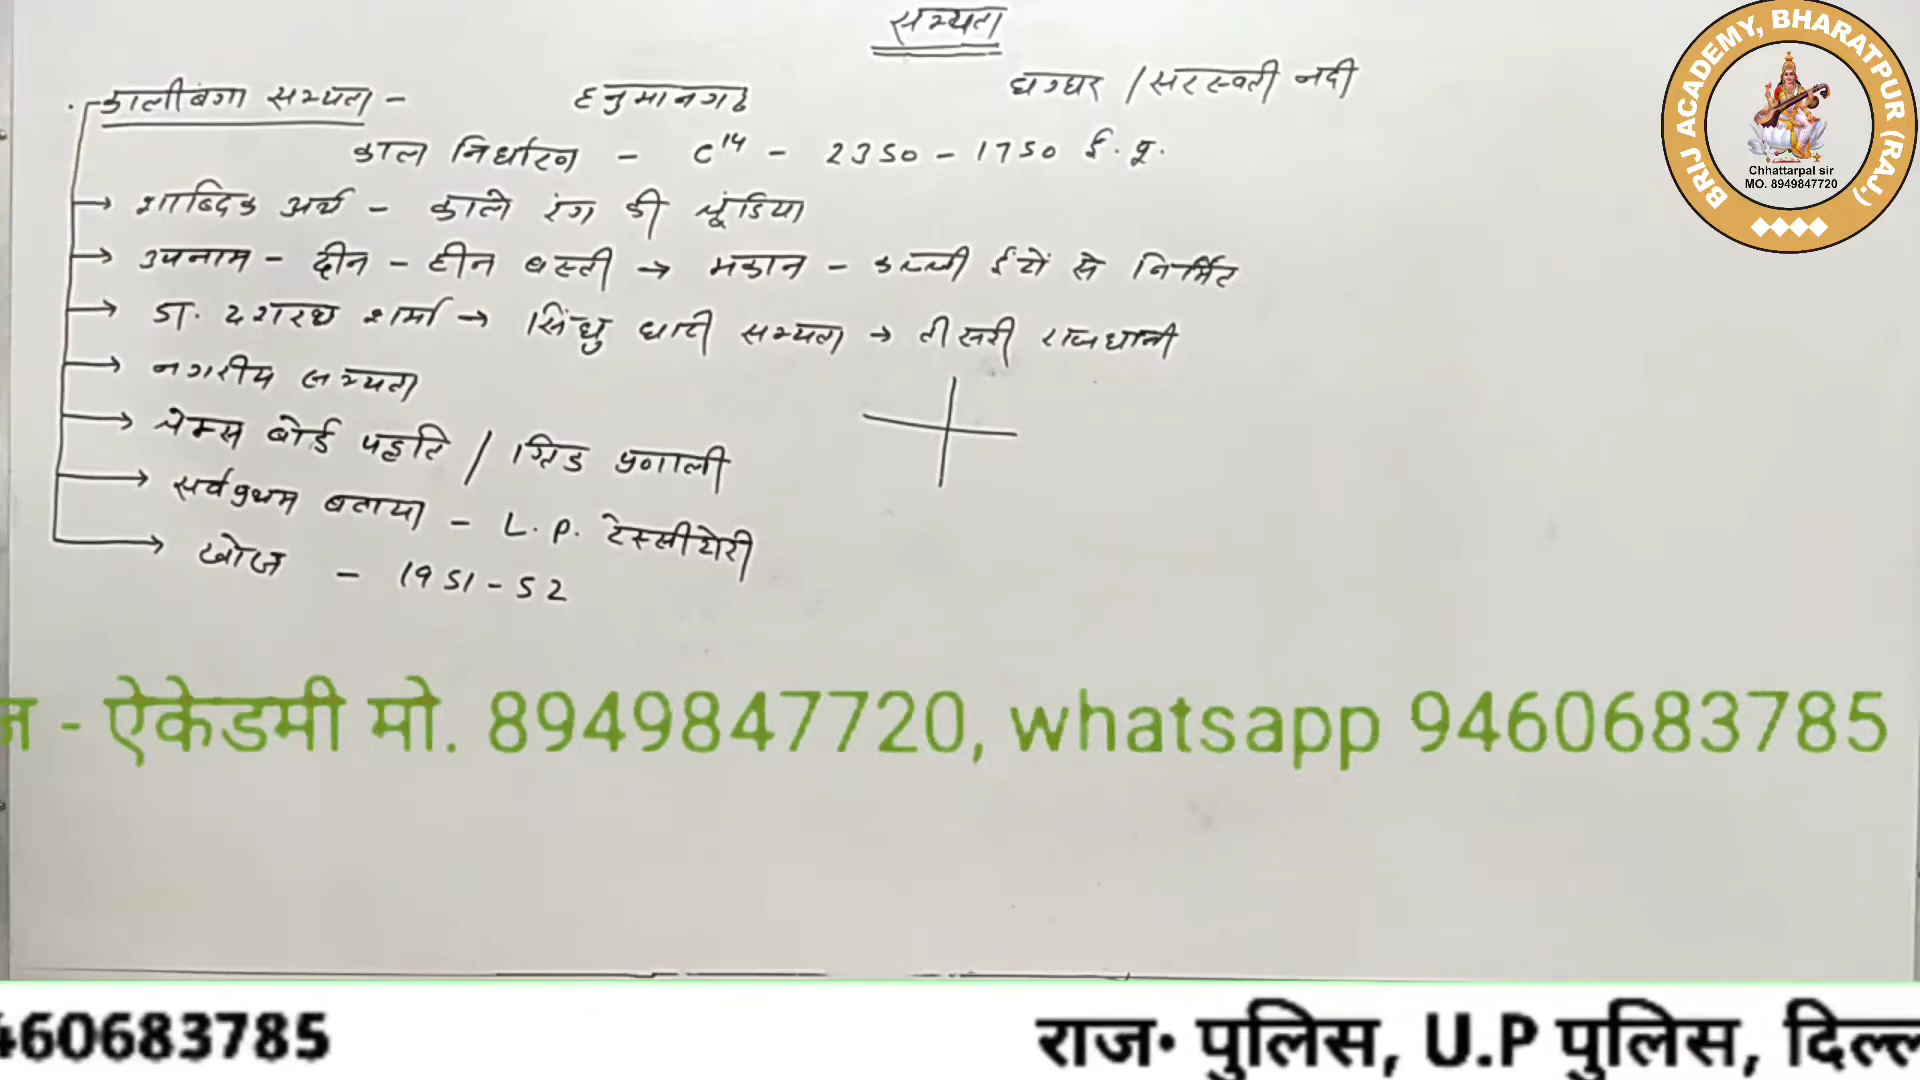 सभ्यता
कालीबंगा सभ्यता - हनुमानगढ घग्घर / सरस्वती नदी
काल निर्धारण - C14 - 2350 - 1750 ई. पू.
शाब्दिक अर्थ - काले रंग की चूंडिया
उपनाम - दीन - हीन बस्ती → मकान - कच्ची ईंटों से निर्मित
डा. दशरथ शर्मा → सिंधु घाटी सभ्यता → तीसरी राजधानी
नगरीय सभ्यता
चेम्स बोर्ड पद्दति / ग्रिड प्रणाली
सर्वप्रथम बताया - L. P. टेस्सीटोरी
खोज - 1951-52
BRIJ ACADEMY, BHARATPUR (RAJ.)
Chhattarpal sir
MO. 8949847720
ज - ऐकेडमी मो. 8949847720, whatsapp 9460683785
460683785 राज॰ पुलिस, U.P पुलिस, दिल्ल